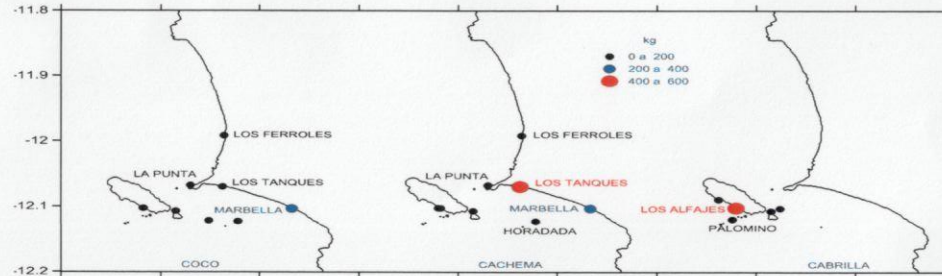 -11.8
kg
0 a 200
200 a 400
400 a 600
-11.9
-12
LOS FERROLES
LOS FERROLES
LA PUNTA
LOS TANQUES
LA PUNTA
LOS TANQUES
-12.1
MARBELLA
MARBELLA
LOS ALFAJES
HORADADA
PALOMINO
-12.2
COCO
CACHEMA
CABRILLA